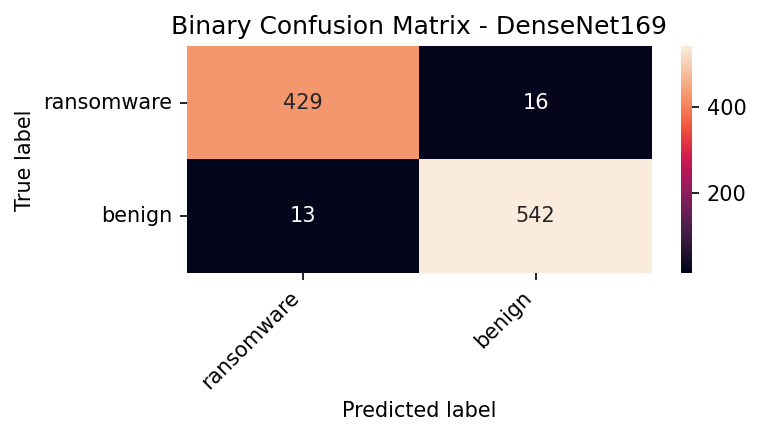 Binary Confusion Matrix - DenseNet169
True label
ransomware
429
16
400
benign
13
542
200
ransomware
benign
Predicted label